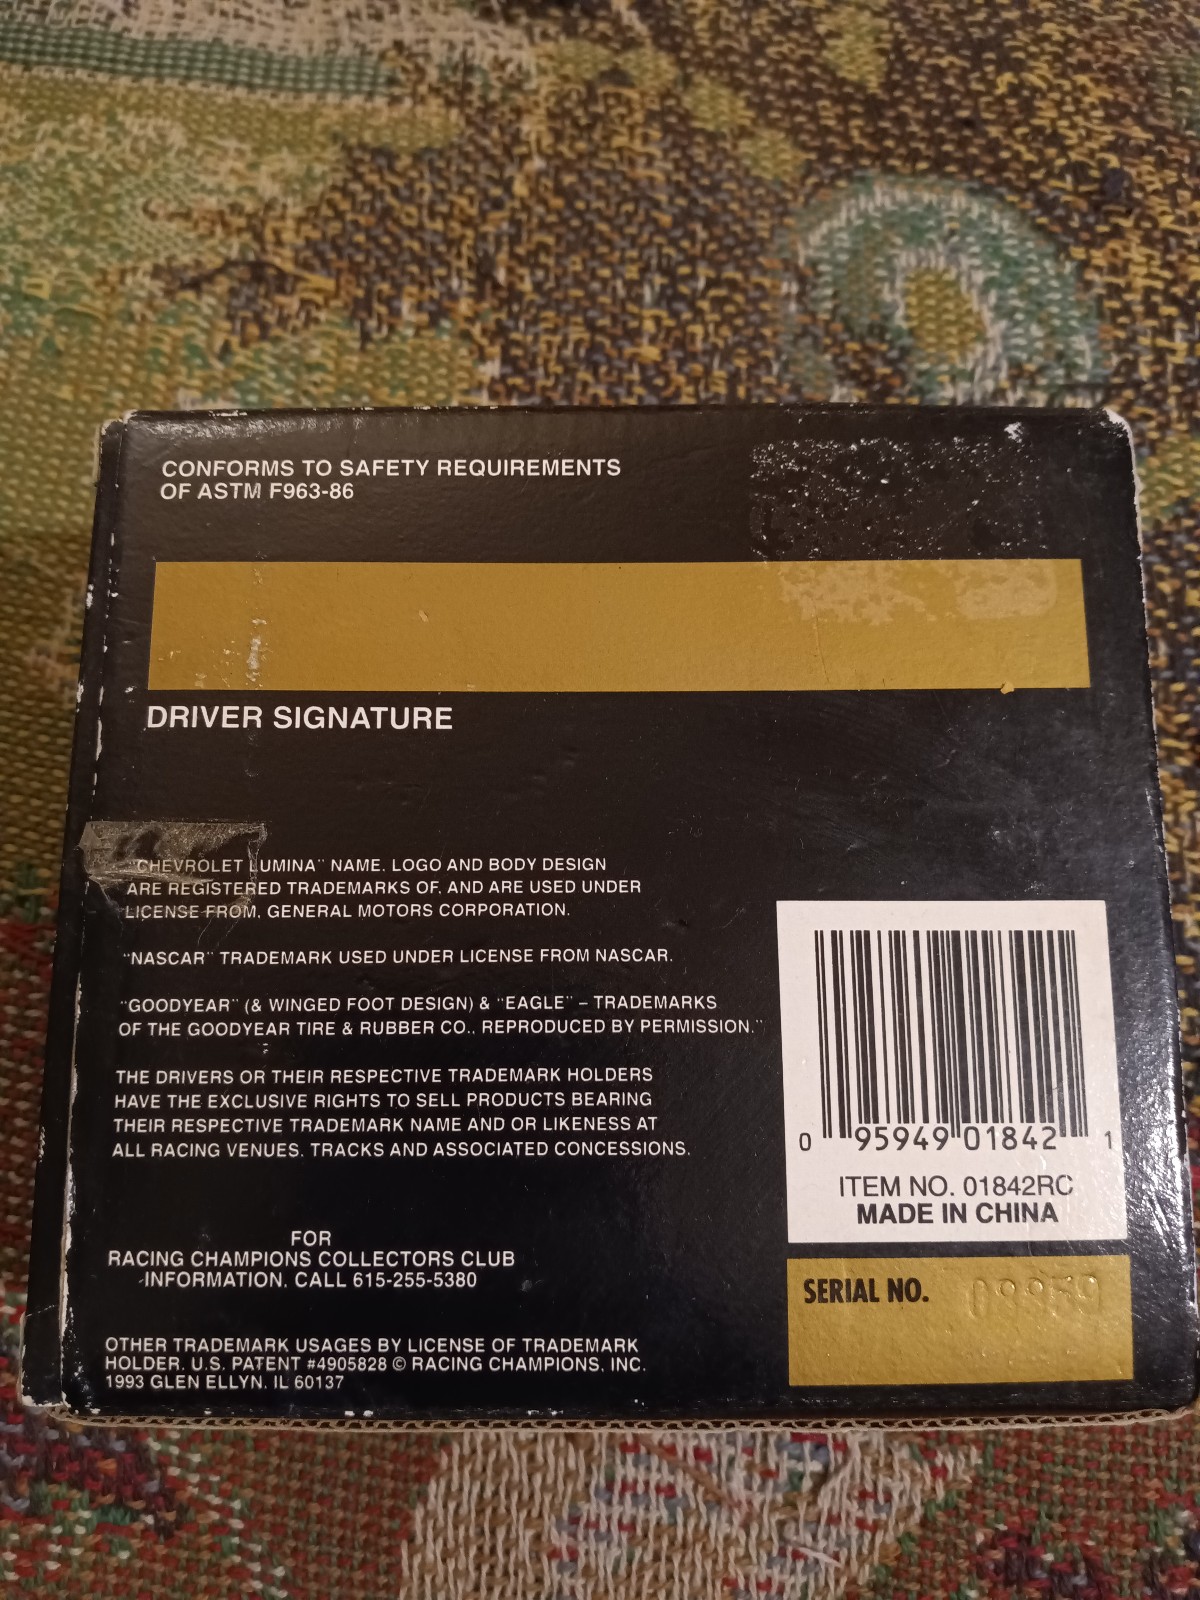 CONFORMS TO SAFETY REQUIREMENTS
OF ASTM F963-86
DRIVER SIGNATURE
"CHEVROLET LUMINA" NAME. LOGO AND BODY DESIGN
ARE REGISTERED TRADEMARKS OF. AND ARE USED UNDER
LICENSE FROM. GENERAL MOTORS CORPORATION.
"NASCAR" TRADEMARK USED UNDER LICENSE FROM NASCAR.
"GOODYEAR" (& WINGED FOOT DESIGN) & "EAGLE" – TRADEMARKS
OF THE GOODYEAR TIRE & RUBBER CO., REPRODUCED BY PERMISSION."
THE DRIVERS OR THEIR RESPECTIVE TRADEMARK HOLDERS
HAVE THE EXCLUSIVE RIGHTS TO SELL PRODUCTS BEARING
THEIR RESPECTIVE TRADEMARK NAME AND OR LIKENESS AT
ALL RACING VENUES. TRACKS AND ASSOCIATED CONCESSIONS.
FOR
RACING CHAMPIONS COLLECTORS CLUB
INFORMATION. CALL 615-255-5380
OTHER TRADEMARK USAGES BY LICENSE OF TRADEMARK
HOLDER. U.S. PATENT #4905828 © RACING CHAMPIONS, INC.
1993 GLEN ELLYN. IL 60137
0 95949 01842 1
ITEM NO. 01842RC
MADE IN CHINA
SERIAL NO.